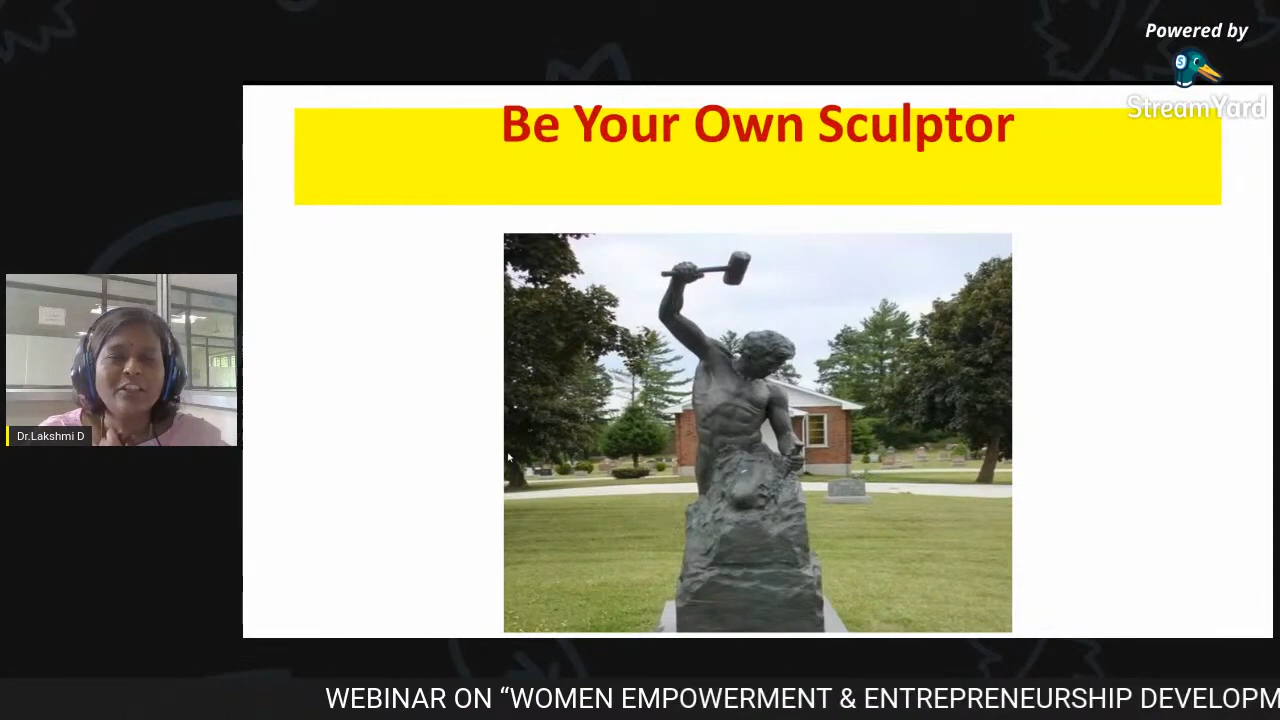 Powered by
StreamYard
Be Your Own Sculptor
Dr.Lakshmi D
WEBINAR ON “WOMEN EMPOWERMENT & ENTREPRENEURSHIP DEVELOPM